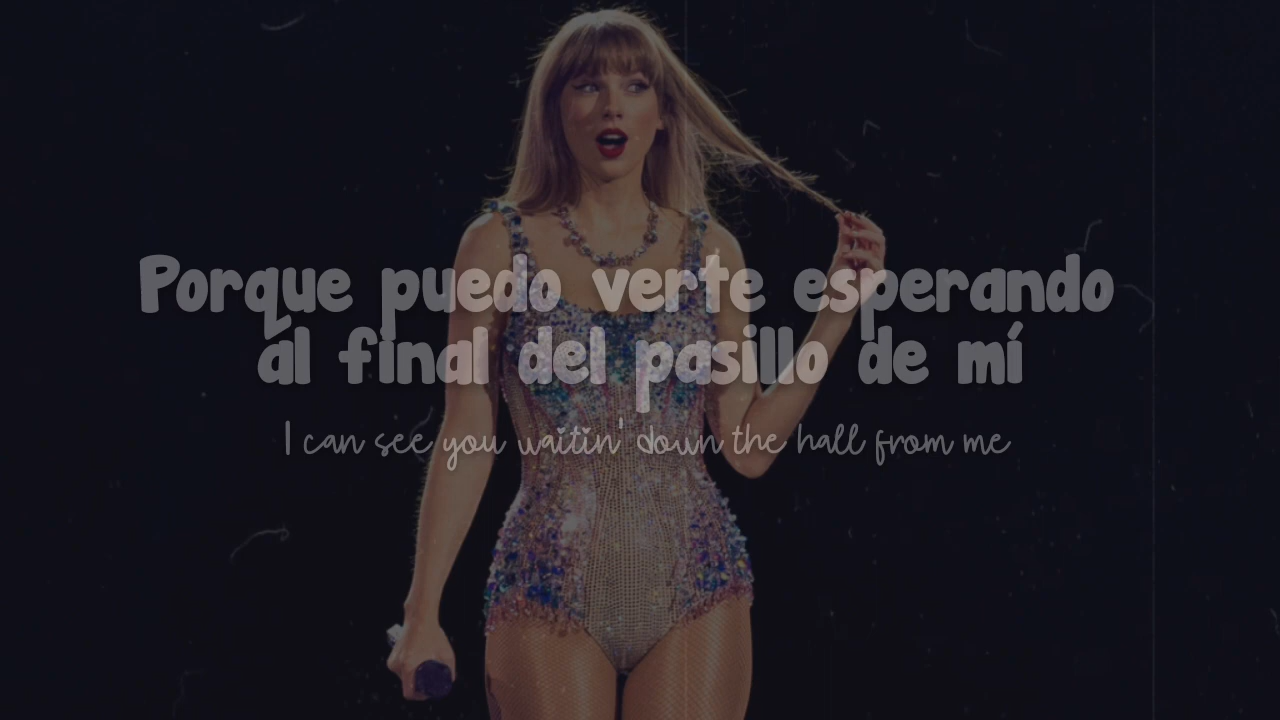 Porque puedo verte esperando
al final del pasillo de mí
I can see you waitin' down the hall from me